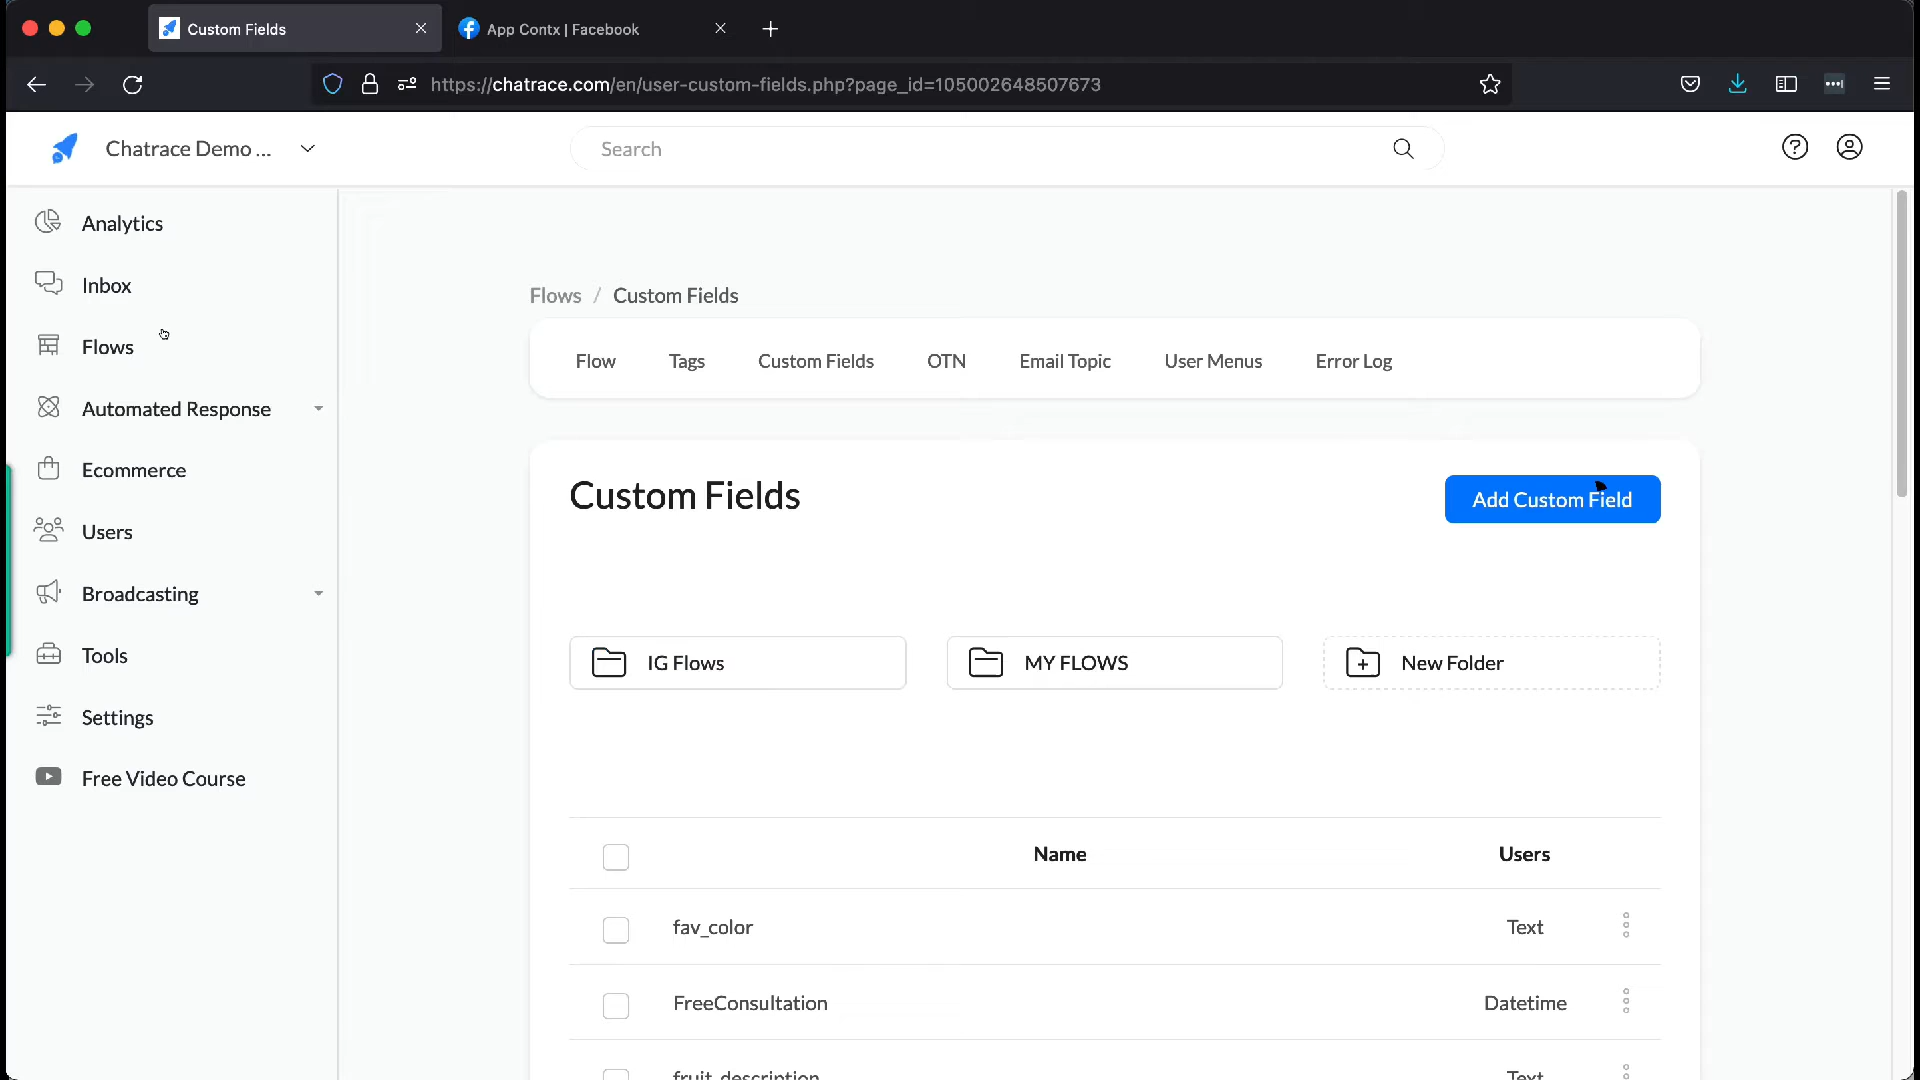 Custom Fields
App Contx | Facebook
https://chatrace.com/en/user-custom-fields.php?page_id=105002648507673
Chatrace Demo ...
Search
Analytics
Inbox
Flows
Automated Response
Ecommerce
Users
Broadcasting
Tools
Settings
Free Video Course
Flows / Custom Fields
Flow Tags Custom Fields OTN Email Topic User Menus Error Log
Custom Fields
Add Custom Field
IG Flows
MY FLOWS
New Folder
Name Users
fav_color Text
FreeConsultation Datetime
fruit_description Text